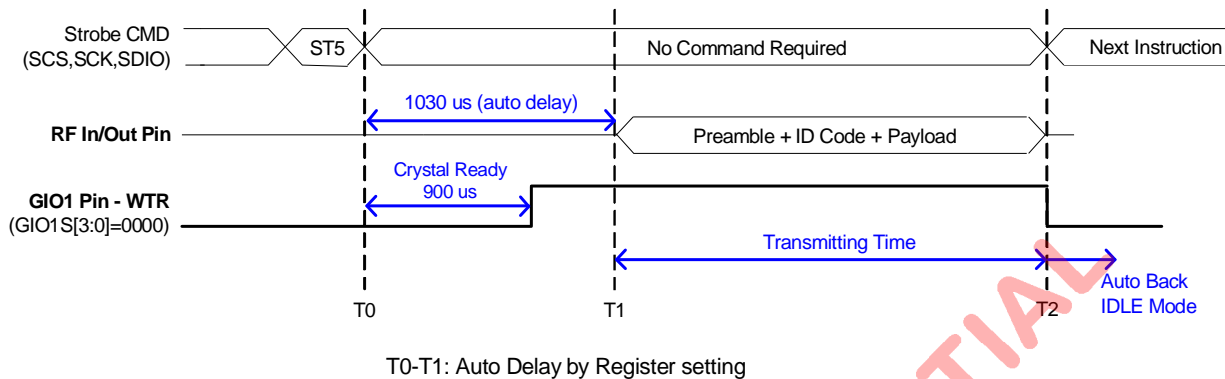 Strobe CMD
(SCS,SCK,SDIO)
ST5
No Command Required
Next Instruction
1030 us (auto delay)
RF In/Out Pin
Preamble + ID Code + Payload
Crystal Ready
900 us
GIO1 Pin - WTR
(GIO1S[3:0]=0000)
Transmitting Time
Auto Back
IDLE Mode
T0
T1
T2
T0-T1: Auto Delay by Register setting
TIAL